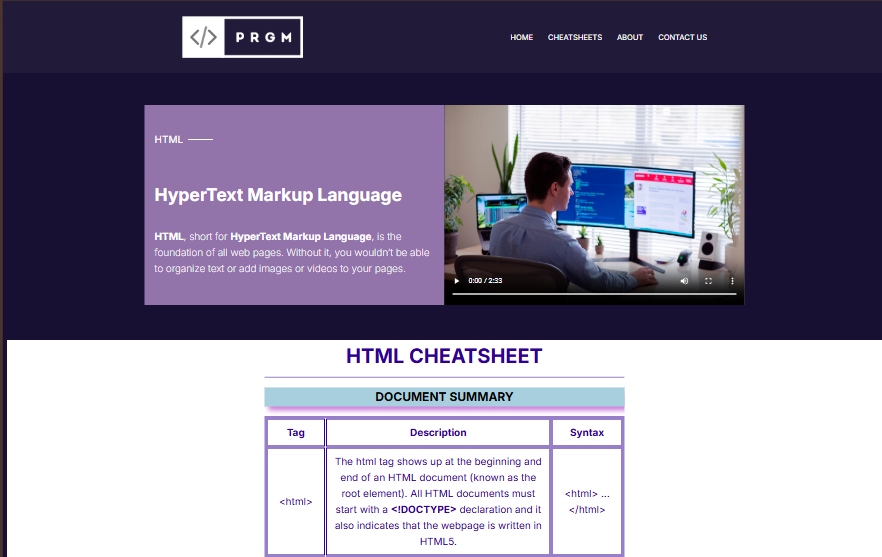 </> PRGM
HOME CHEATSHEETS ABOUT CONTACT US
HTML
HyperText Markup Language
HTML, short for HyperText Markup Language, is the
foundation of all web pages. Without it, you wouldn't be able
to organize text or add images or videos to your pages.
0:00 / 2:33
HTML CHEATSHEET
DOCUMENT SUMMARY
Tag Description Syntax
<html>
The html tag shows up at the beginning and
end of an HTML document (known as the
root element). All HTML documents must
start with a <!DOCTYPE> declaration and it
also indicates that the webpage is written in
HTML5.
<html> ...
</html>